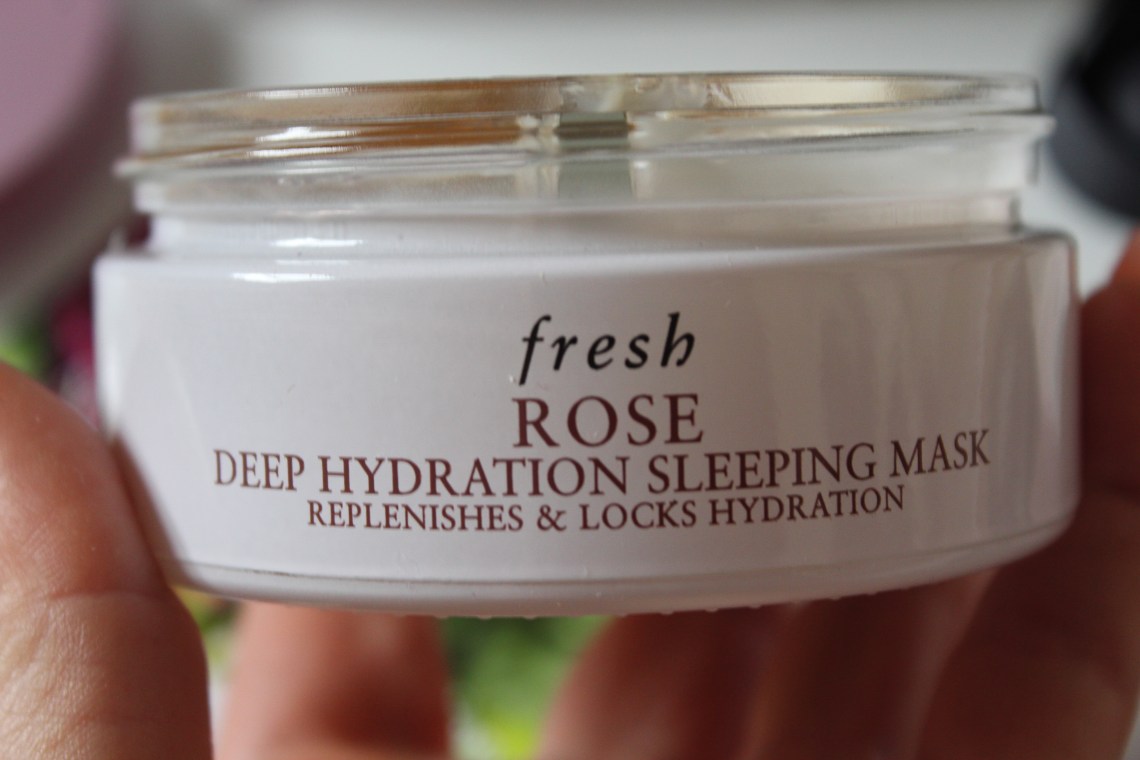 fresh
ROSE
DEEP HYDRATION SLEEPING MASK
REPLENISHES & LOCKS HYDRATION